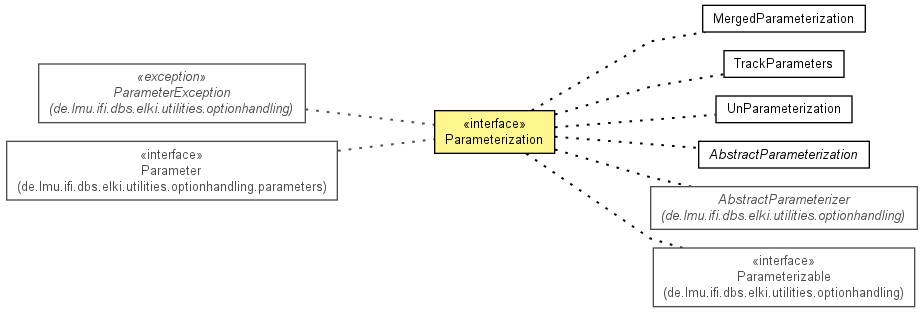 «exception»
ParameterException
(de.lmu.ifi.dbs.elki.utilities.optionhandling)
«interface»
Parameter
(de.lmu.ifi.dbs.elki.utilities.optionhandling.parameters)
«interface»
Parameterization
MergedParameterization
TrackParameters
UnParameterization
AbstractParameterization
AbstractParameterizer
(de.lmu.ifi.dbs.elki.utilities.optionhandling)
«interface»
Parameterizable
(de.lmu.ifi.dbs.elki.utilities.optionhandling)